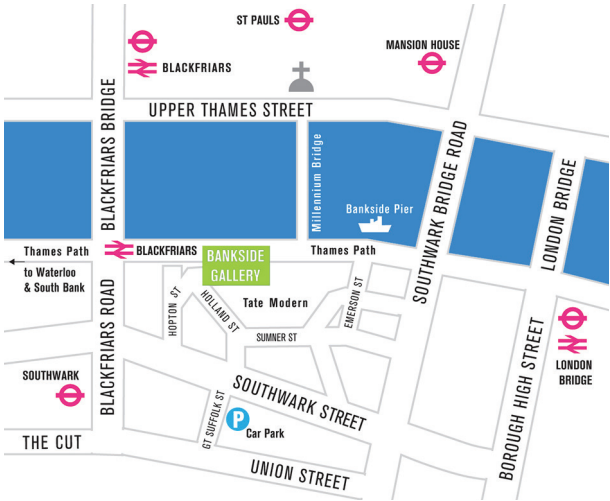 ST PAULS
MANSION HOUSE
BLACKFRIARS
UPPER THAMES STREET
BLACKFRIARS BRIDGE
Millennium Bridge
Bankside Pier
SOUTHWARK BRIDGE ROAD
LONDON BRIDGE
Thames Path
BLACKFRIARS
BANKSIDE
GALLERY
Thames Path
to Waterloo
& South Bank
HOPTON ST
HOLLAND ST
Tate Modern
EMERSON ST
SUMNER ST
BLACKFRIARS ROAD
SOUTHWARK
SOUTHWARK STREET
GT SUFFOLK ST
P
Car Park
THE CUT
UNION STREET
BOROUGH HIGH STREET
LONDON
BRIDGE